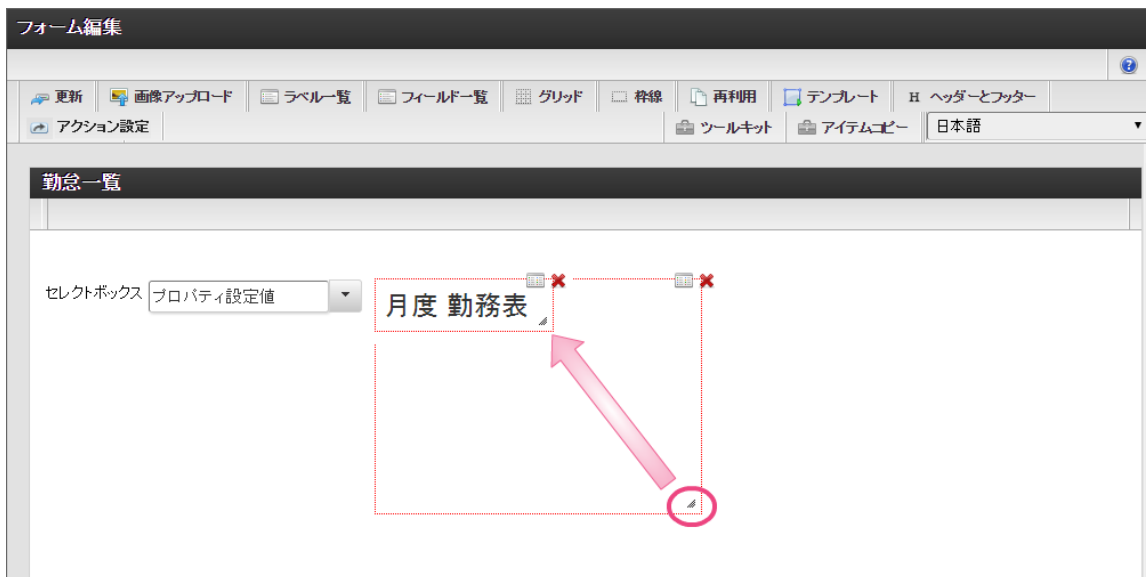 フォーム編集
更新 画像アップロード ラベル一覧 フィールド一覧 グリッド 枠線 再利用 テンプレート H ヘッダーとフッター
アクション設定 ツールキット アイテムコピー 日本語
勤怠一覧
セレクトボックス プロパティ設定値
月度 勤務表